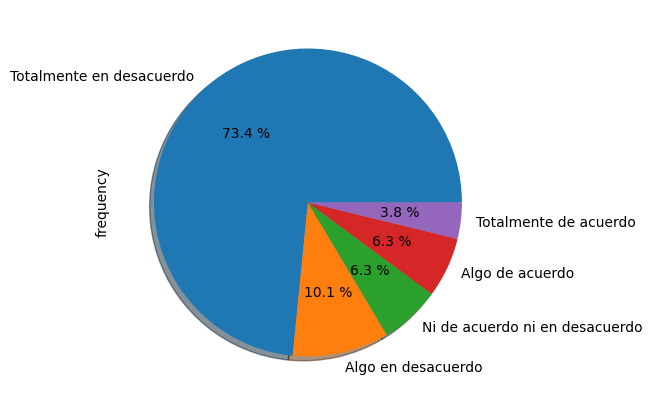 Totalmente en desacuerdo
73.4 %
frequency
3.8 %
Totalmente de acuerdo
6.3 %
Algo de acuerdo
6.3 %
10.1 %
Ni de acuerdo ni en desacuerdo
Algo en desacuerdo